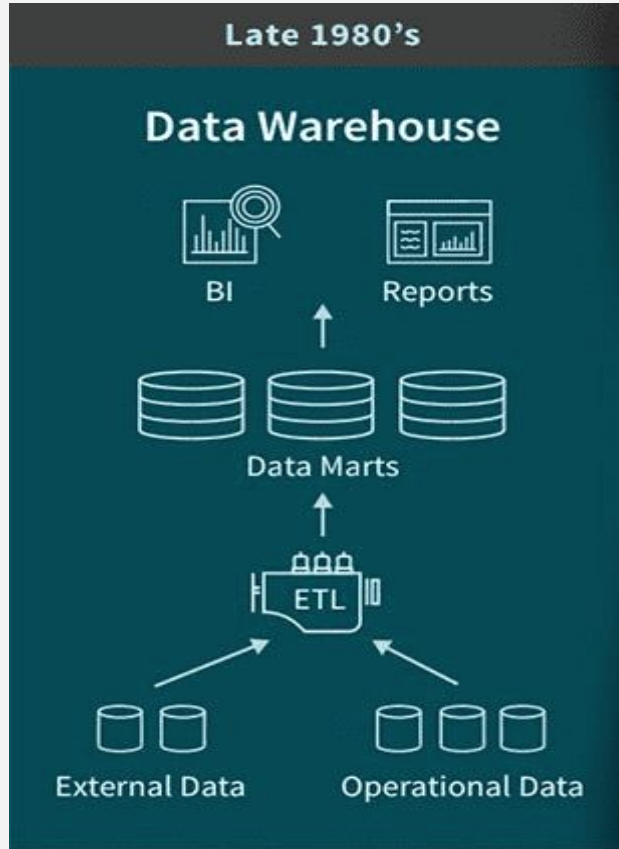 Late 1980's
Data Warehouse
BI
Reports
Data Marts
ETL
External Data
Operational Data